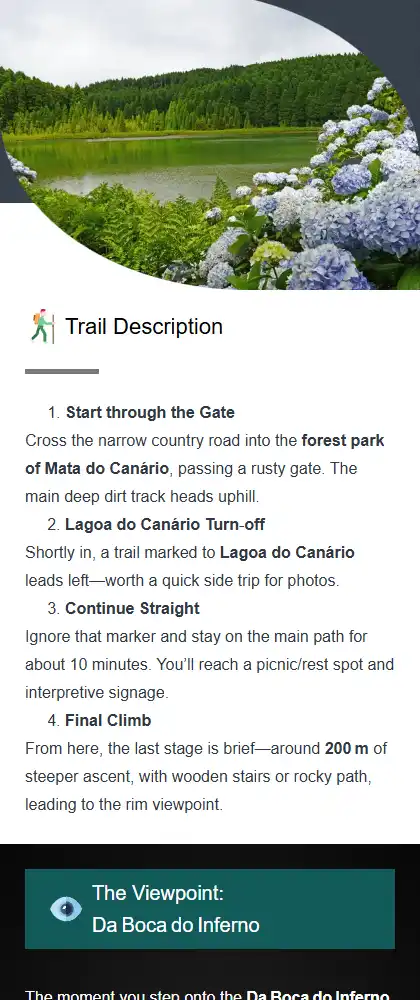 Trail Description
1. Start through the Gate
Cross the narrow country road into the forest park
of Mata do Canário, passing a rusty gate. The
main deep dirt track heads uphill.
2. Lagoa do Canário Turn-off
Shortly in, a trail marked to Lagoa do Canário
leads left—worth a quick side trip for photos.
3. Continue Straight
Ignore that marker and stay on the main path for
about 10 minutes. You’ll reach a picnic/rest spot and
interpretive signage.
4. Final Climb
From here, the last stage is brief—around 200 m of
steeper ascent, with wooden stairs or rocky path,
leading to the rim viewpoint.
The Viewpoint:
Da Boca do Inferno
The moment you step onto the Da Boca do Inferno